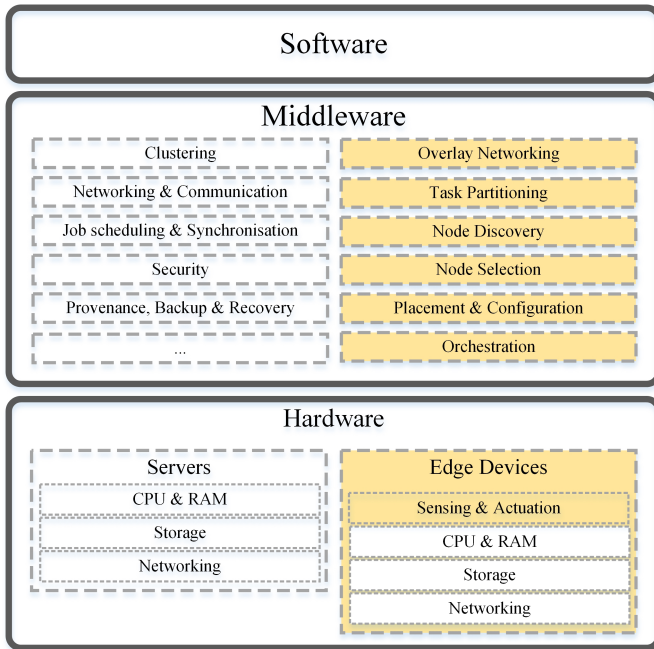 Software
Middleware
Clustering
Networking & Communication
Job scheduling & Synchronisation
Security
Provenance, Backup & Recovery
...
Overlay Networking
Task Partitioning
Node Discovery
Node Selection
Placement & Configuration
Orchestration
Hardware
Servers
CPU & RAM
Storage
Networking
Edge Devices
Sensing & Actuation
CPU & RAM
Storage
Networking